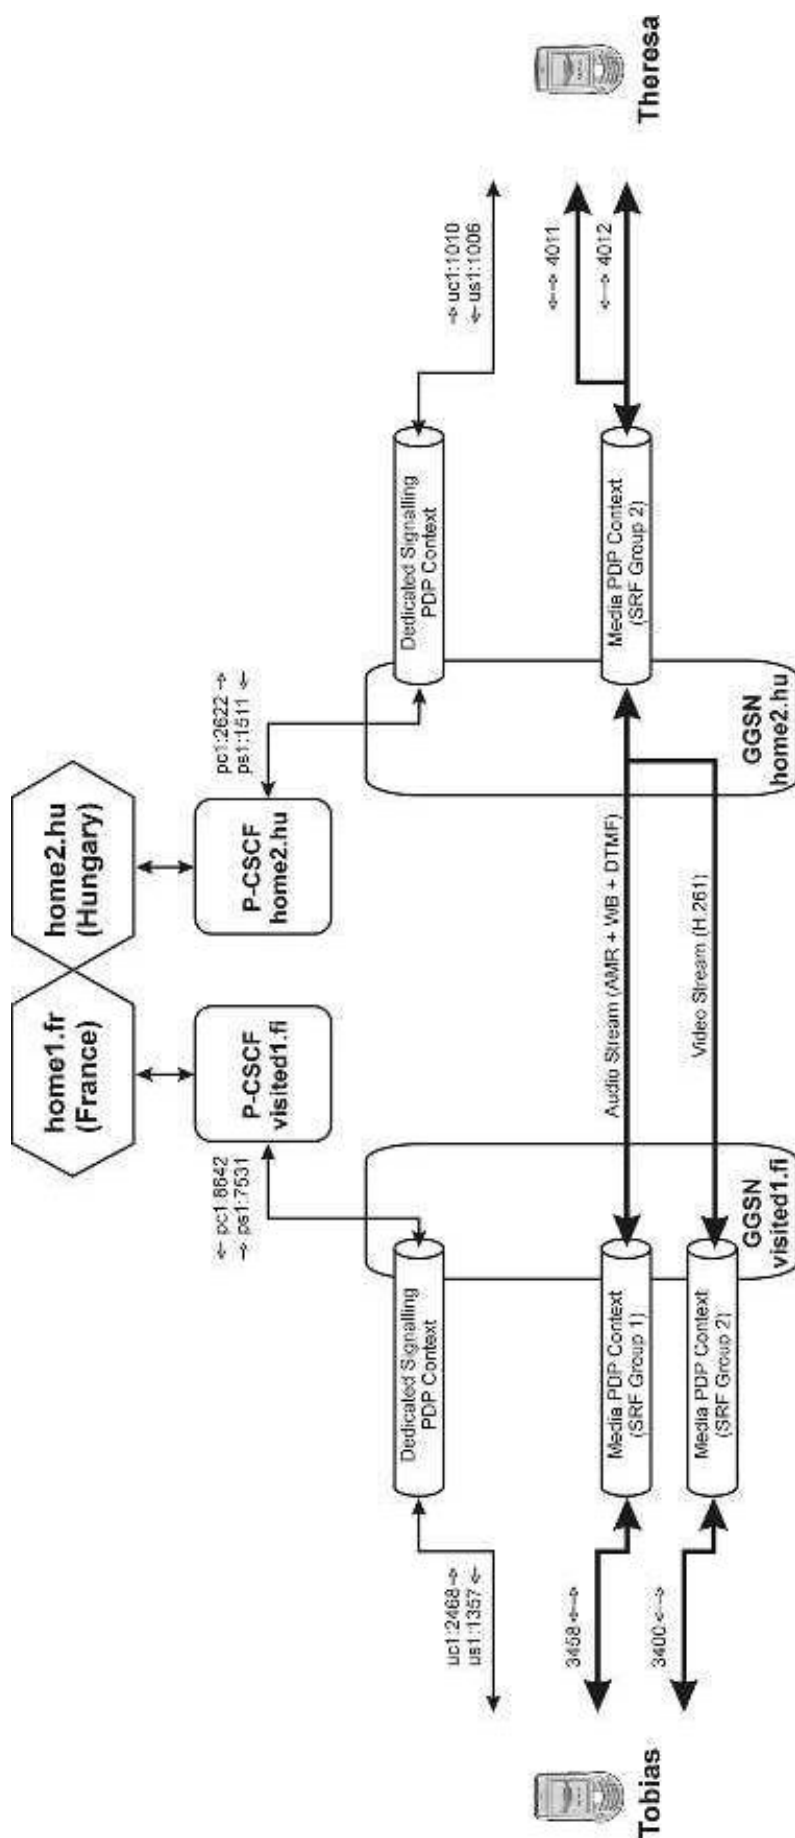 home1.fr
(France)
home2.hu
(Hungary)
P-CSCF
visited1.fi
P-CSCF
home2.hu
← pc1:8642
→ ps1:7531
pc1:2622 →
ps1:1511 ←
Dedicated Signalling
PDP Context
Dedicated Signalling
PDP Context
uc1:2468 →
us1:1357 ←
→ uc1:1010
← us1:1006
3458 ←→
Media PDP Context
(SRF Group 1)
Audio Stream (AMR + WB + DTMF)
Media PDP Context
(SRF Group 2)
←→ 4011
←→ 4012
3400 ←→
Media PDP Context
(SRF Group 2)
Video Stream (H.261)
GGSN
visited1.fi
GGSN
home2.hu
Tobias
Theresa